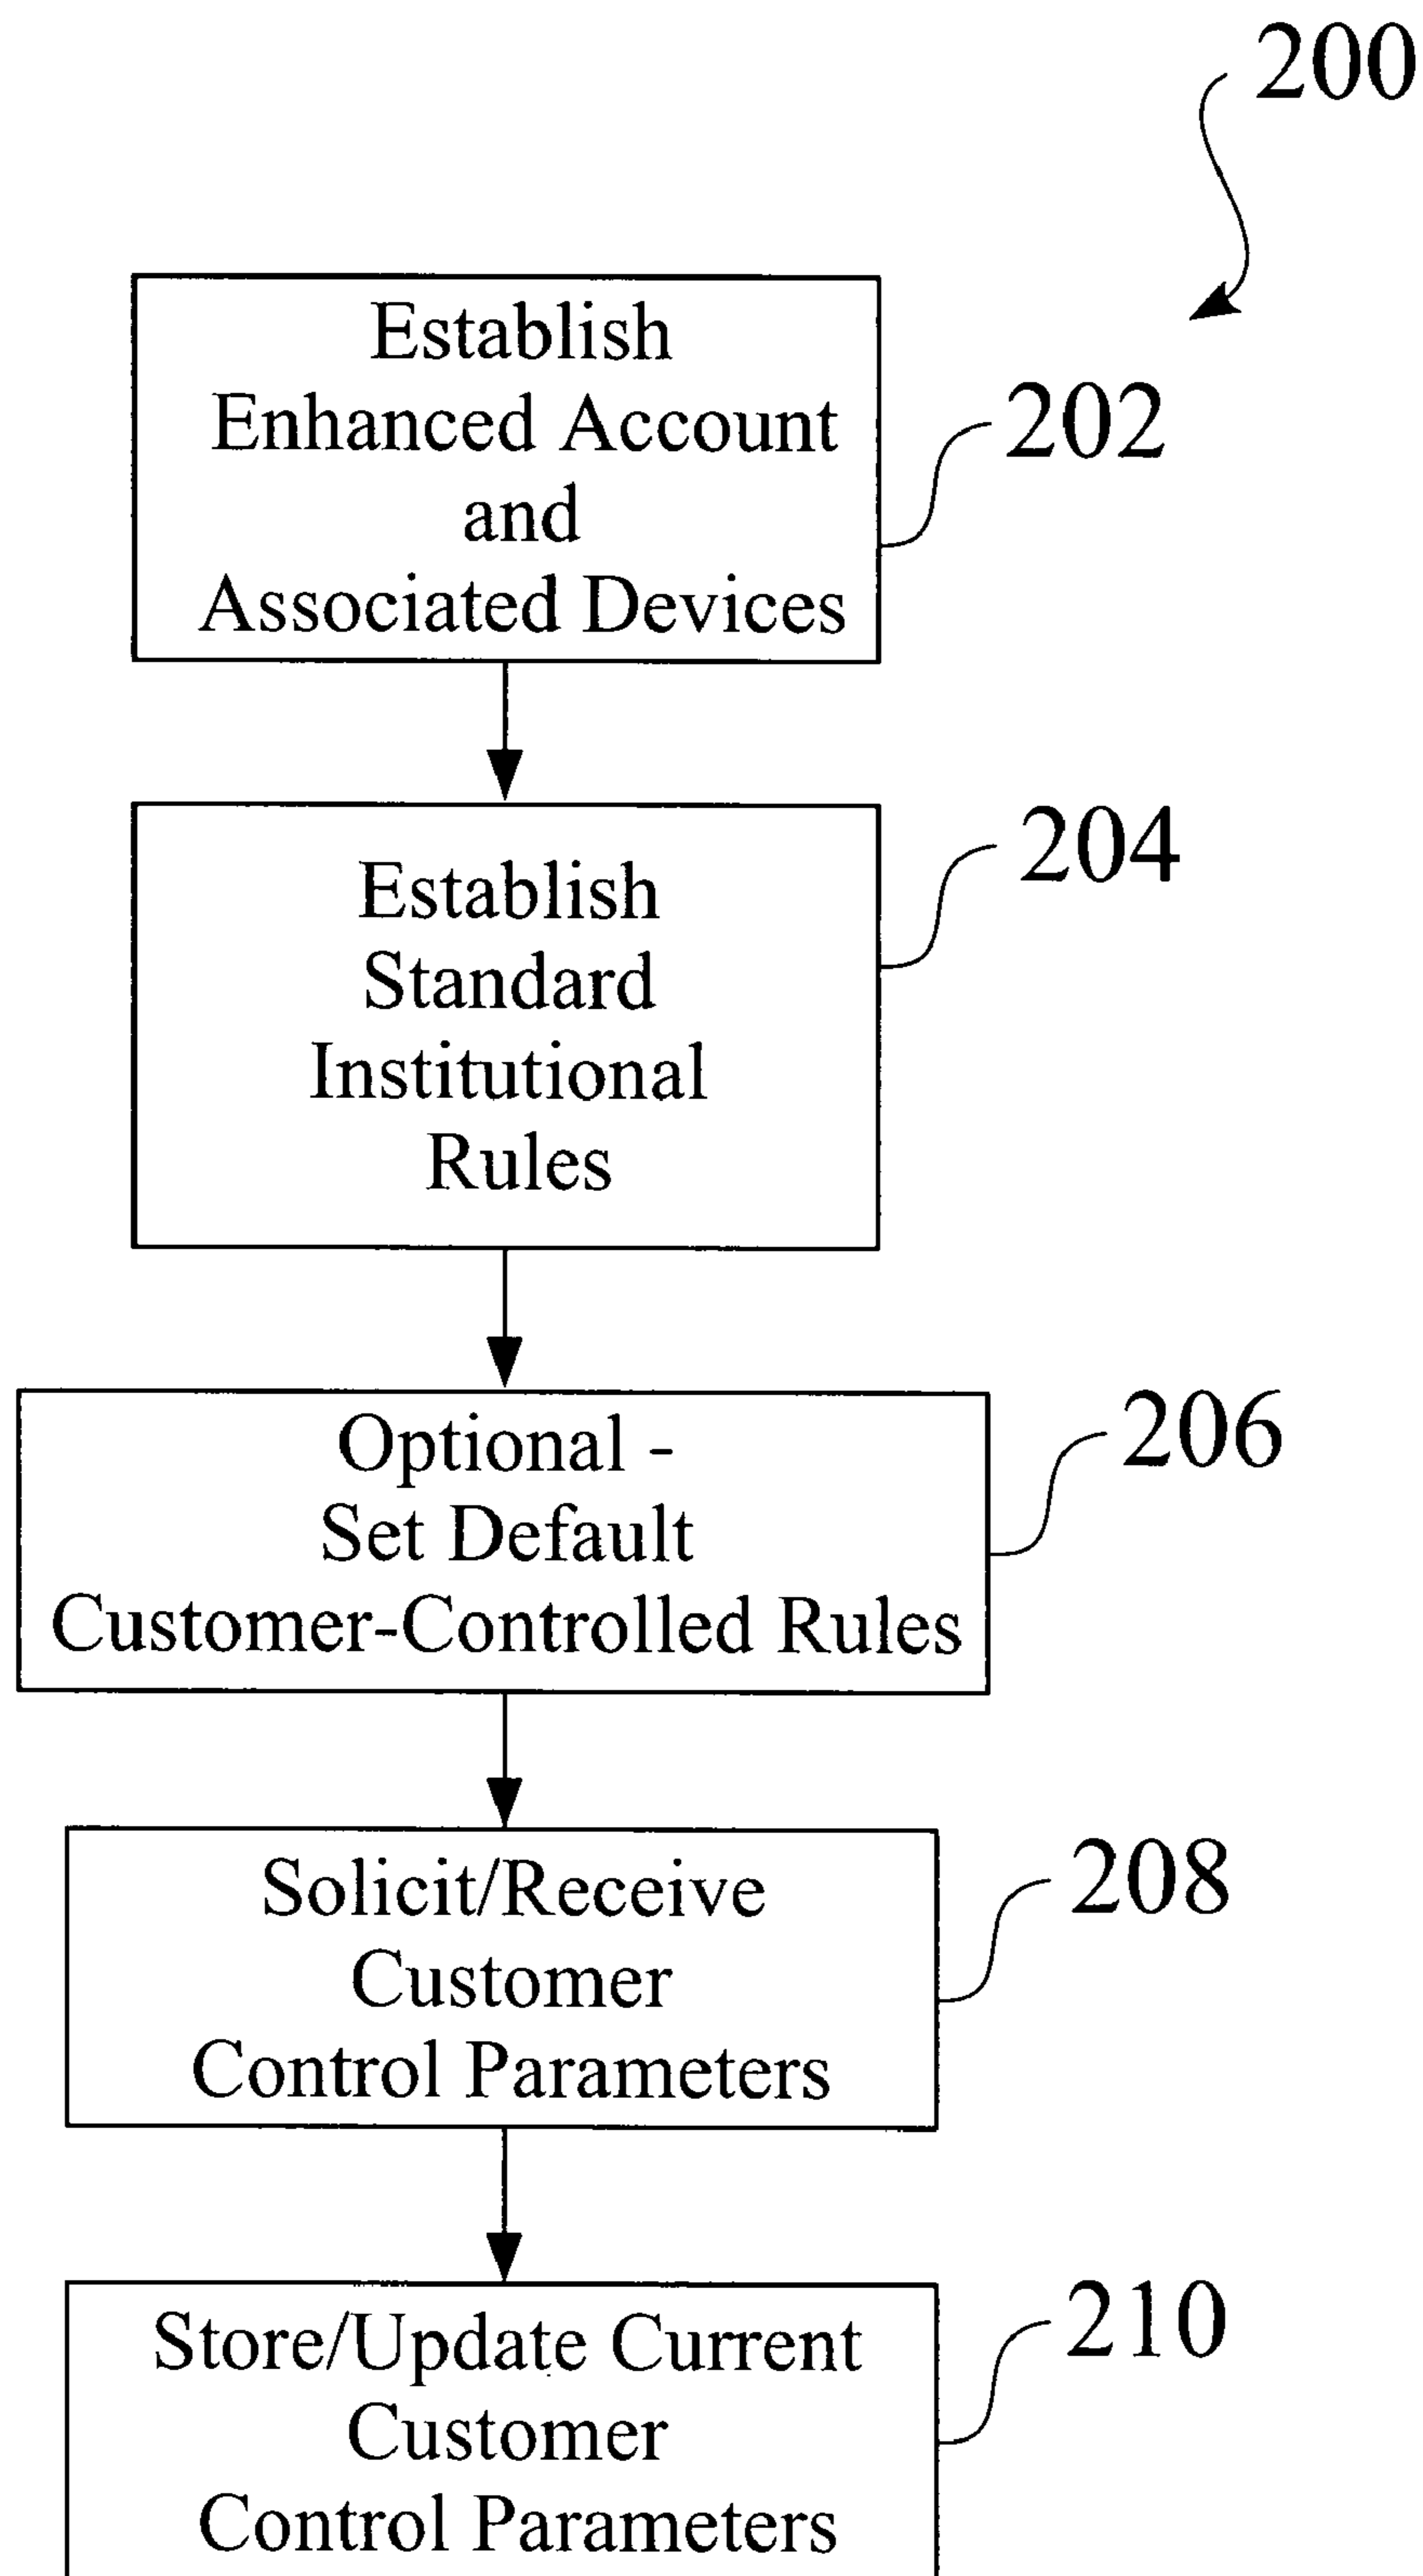 200
Establish
Enhanced Account
and
Associated Devices
202
Establish
Standard
Institutional
Rules
204
Optional -
Set Default
Customer-Controlled Rules
206
Solicit/Receive
Customer
Control Parameters
208
Store/Update Current
Customer
Control Parameters
210